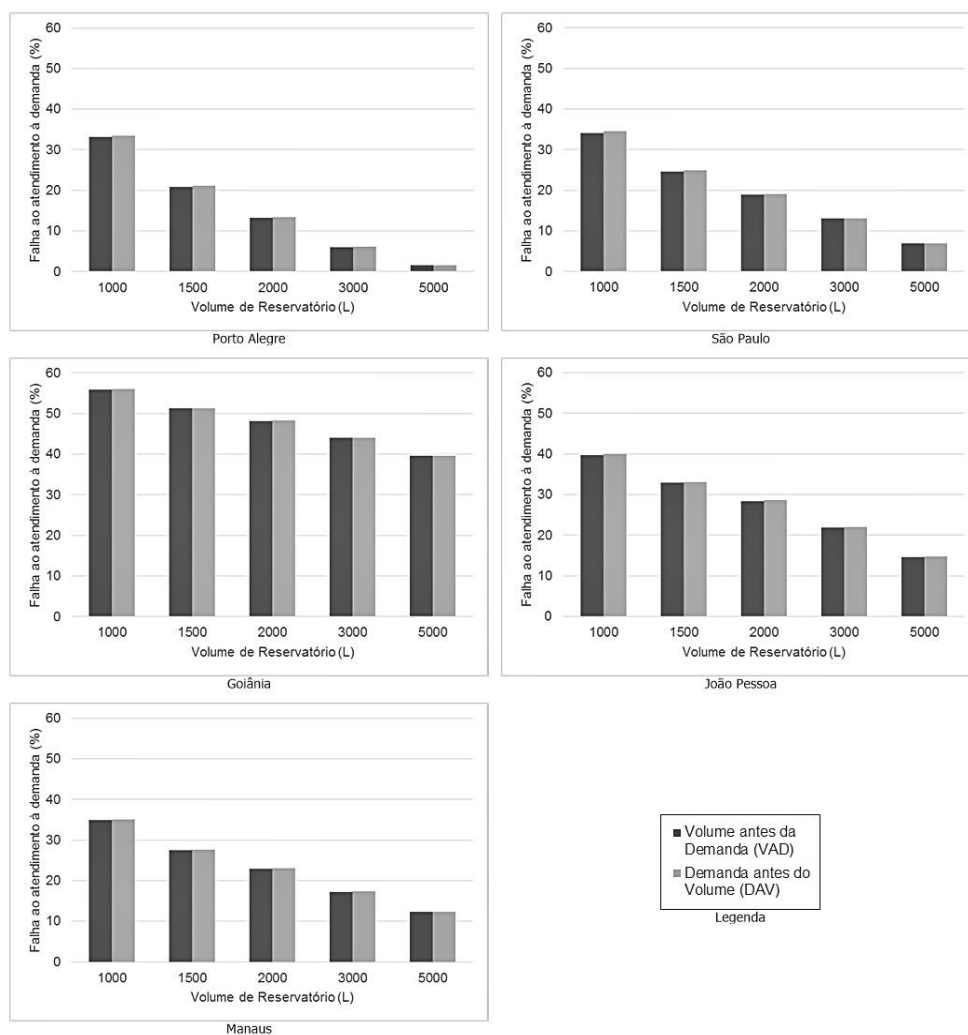 Falha ao atendimento à demanda (%)
60
50
40
30
20
10
0
1000 1500 2000 3000 5000
Volume de Reservatório (L)
Porto Alegre
Falha ao atendimento à demanda (%)
60
50
40
30
20
10
0
1000 1500 2000 3000 5000
Volume de Reservatório (L)
São Paulo
Falha ao atendimento à demanda (%)
60
50
40
30
20
10
0
1000 1500 2000 3000 5000
Volume de Reservatório (L)
Goiânia
Falha ao atendimento à demanda (%)
60
50
40
30
20
10
0
1000 1500 2000 3000 5000
Volume de Reservatório (L)
João Pessoa
Falha ao atendimento à demanda (%)
60
50
40
30
20
10
0
1000 1500 2000 3000 5000
Volume de Reservatório (L)
Manaus
Volume antes da
Demanda (VAD)
Demanda antes do
Volume (DAV)
Legenda